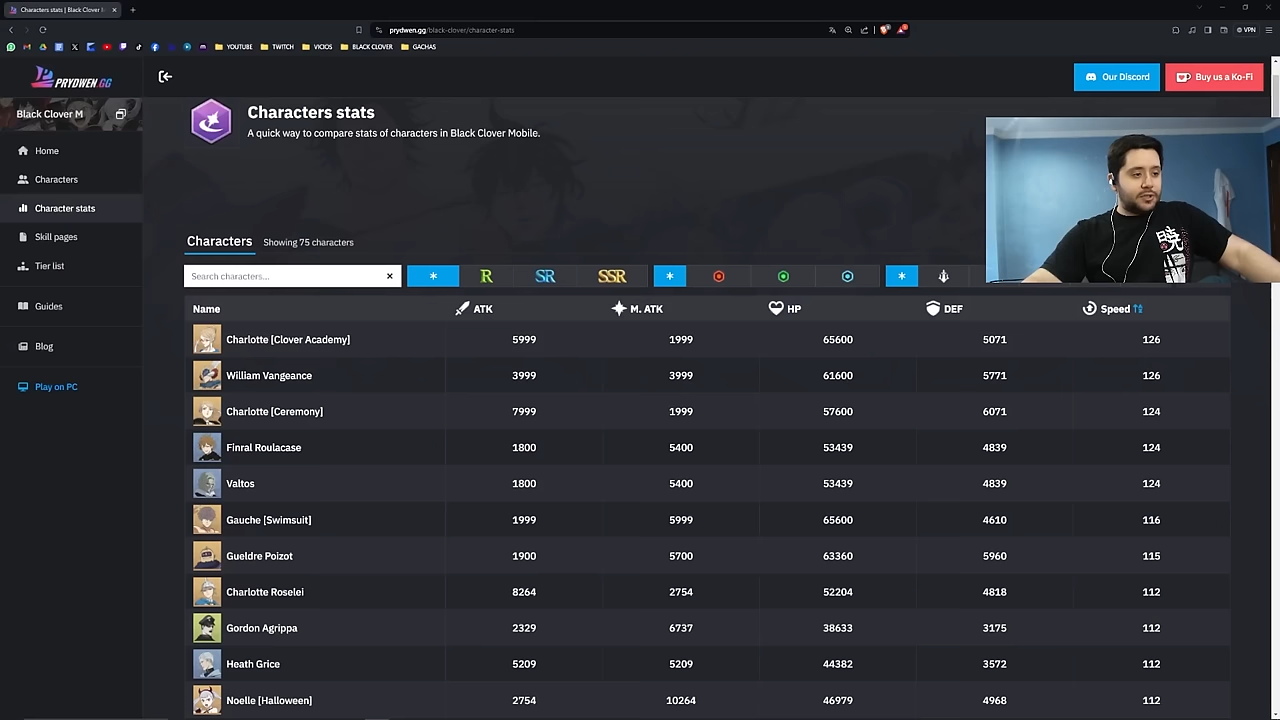 Characters stats | Black Clover M
prydwen.gg/black-clover/character-stats
VPN
YOUTUBE
TWITCH
VICIOS
BLACK CLOVER
GACHAS
PRYDWEN.GG
Our Discord
Buy us a Ko-Fi
Black Clover M
Home
Characters
Character stats
Skill pages
Tier list
Guides
Blog
Play on PC
Characters stats
A quick way to compare stats of characters in Black Clover Mobile.
Characters Showing 75 characters
Search characters... R SR SSR
Name ATK M. ATK HP DEF Speed
Charlotte [Clover Academy] 5999 1999 65600 5071 126
William Vangeance 3999 3999 61600 5771 126
Charlotte [Ceremony] 7999 1999 57600 6071 124
Finral Roulacase 1800 5400 53439 4839 124
Valtos 1800 5400 53439 4839 124
Gauche [Swimsuit] 1999 5999 65600 4610 116
Gueldre Poizot 1900 5700 63360 5960 115
Charlotte Roselei 8264 2754 52204 4818 112
Gordon Agrippa 2329 6737 38633 3175 112
Heath Grice 5209 5209 44382 3572 112
Noelle [Halloween] 2754 10264 46979 4968 112